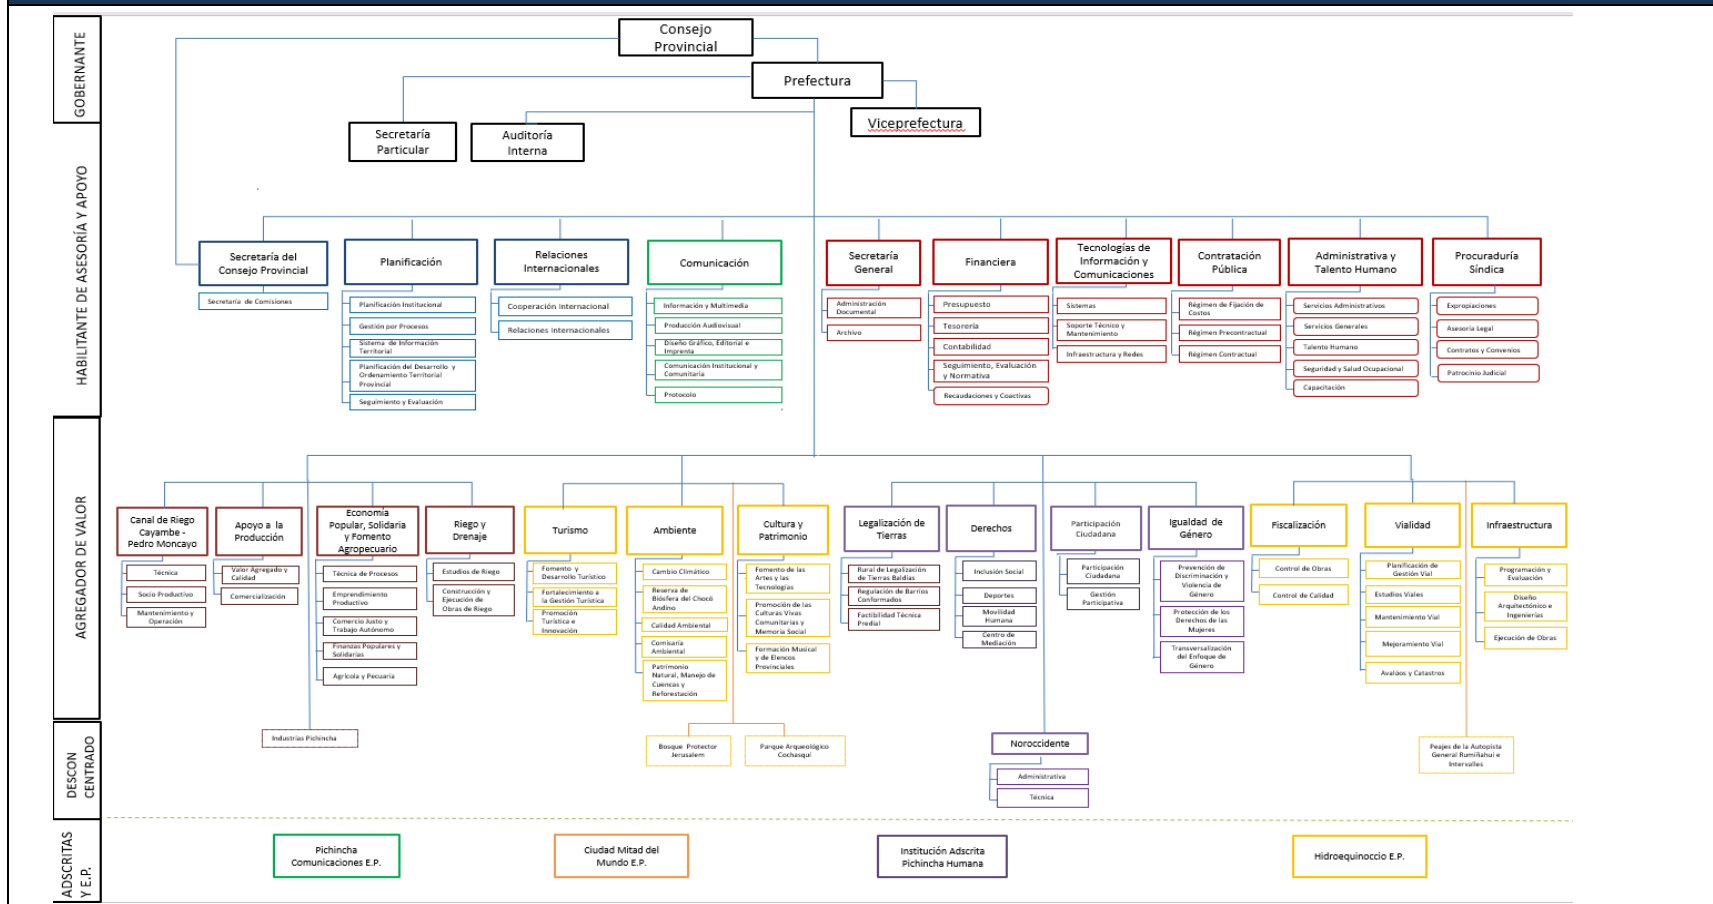 GOBERNANTE
Consejo
Provincial
Prefectura
Viceprefectura
HABILITANTE DE ASESORÍA Y APOYO
Secretaría
Particular
Auditoría
Interna
Secretaría del
Consejo Provincial
Secretaría de Comisiones
Planificación
Planificación Institucional
Gestión por Procesos
Sistema de Información
Territorial
Planificación del Desarrollo y
Ordenamiento Territorial
Provincial
Seguimiento y Evaluación
Relaciones
Internacionales
Cooperación Internacional
Relaciones Internacionales
Comunicación
Información y Multimedia
Producción Audiovisual
Diseño Gráfico, Editorial e
Imprenta
Comunicación Institucional y
Comunitaria
Protocolo
Secretaría
General
Administración
Documental
Archivo
Financiera
Presupuesto
Tesorería
Contabilidad
Seguimiento, Evaluación
y Normativa
Recaudaciones y Coactivas
Tecnologías de
Información y
Comunicaciones
Sistemas
Soporte Técnico y
Mantenimiento
Infraestructura y Redes
Contratación
Pública
Régimen de Fijación de
Costos
Régimen Precontractual
Régimen Contractual
Administrativa y
Talento Humano
Servicios Administrativos
Servicios Generales
Talento Humano
Seguridad y Salud Ocupacional
Capacitación
Procuraduría
Síndica
Expropiaciones
Asesoría Legal
Contratos y Convenios
Patrocinio Judicial
AGREGADOR DE VALOR
Canal de Riego
Cayambe -
Pedro Moncayo
Técnica
Socio Productivo
Mantenimiento y
Operación
Apoyo a la
Producción
Valor Agregado y
Calidad
Comercialización
Economía
Popular, Solidaria
y Fomento
Agropecuario
Técnica de Procesos
Emprendimiento
Productivo
Comercio Justo y
Trabajo Autónomo
Finanzas Populares y
Solidarias
Agrícola y Pecuaria
Riego y
Drenaje
Estudios de Riego
Construcción y
Ejecución de
Obras de Riego
Turismo
Fomento y
Desarrollo Turístico
Fortalecimiento a
la Gestión Turística
Promoción
Turística e
Innovación
Ambiente
Cambio Climático
Reserva de
Biósfera del Chocó
Andino
Calidad Ambiental
Comisaría
Ambiental
Patrimonio
Natural, Manejo de
Cuencas y
Reforestación
Cultura y
Patrimonio
Fomento de las
Artes y las
Tecnologías
Promoción de las
Culturas Vivas
Comunitarias y
Memoria Social
Formación Musical
y de Elencos
Provinciales
Legalización de
Tierras
Rural de Legalización
de Tierras Baldías
Regulación de Barrios
Conformados
Factibilidad Técnica
Predial
Derechos
Inclusión Social
Deportes
Movilidad
Humana
Centro de
Mediación
Participación
Ciudadana
Participación
Ciudadana
Gestión
Participativa
Igualdad de
Género
Prevención de
Discriminación y
Violencia de
Género
Protección de los
Derechos de las
Mujeres
Transversalización
del Enfoque de
Género
Fiscalización
Control de Obras
Control de Calidad
Vialidad
Planificación de
Gestión Vial
Estudios Viales
Mantenimiento Vial
Mejoramiento Vial
Avalúos y Catastros
Infraestructura
Programación y
Evaluación
Diseño
Arquitectónico e
Ingenierías
Ejecución de Obras
DESCON
CENTRADO
Industrias Pichincha
Bosque Protector
Jerusalem
Parque Arqueológico
Cochasquí
Noroccidente
Administrativa
Técnica
Peajes de la Autopista
General Rumiñahui e
Intervalles
ADSCRITAS
Y E.P.
Pichincha
Comunicaciones E.P.
Ciudad Mitad del
Mundo E.P.
Institución Adscrita
Pichincha Humana
Hidroequinoccio E.P.